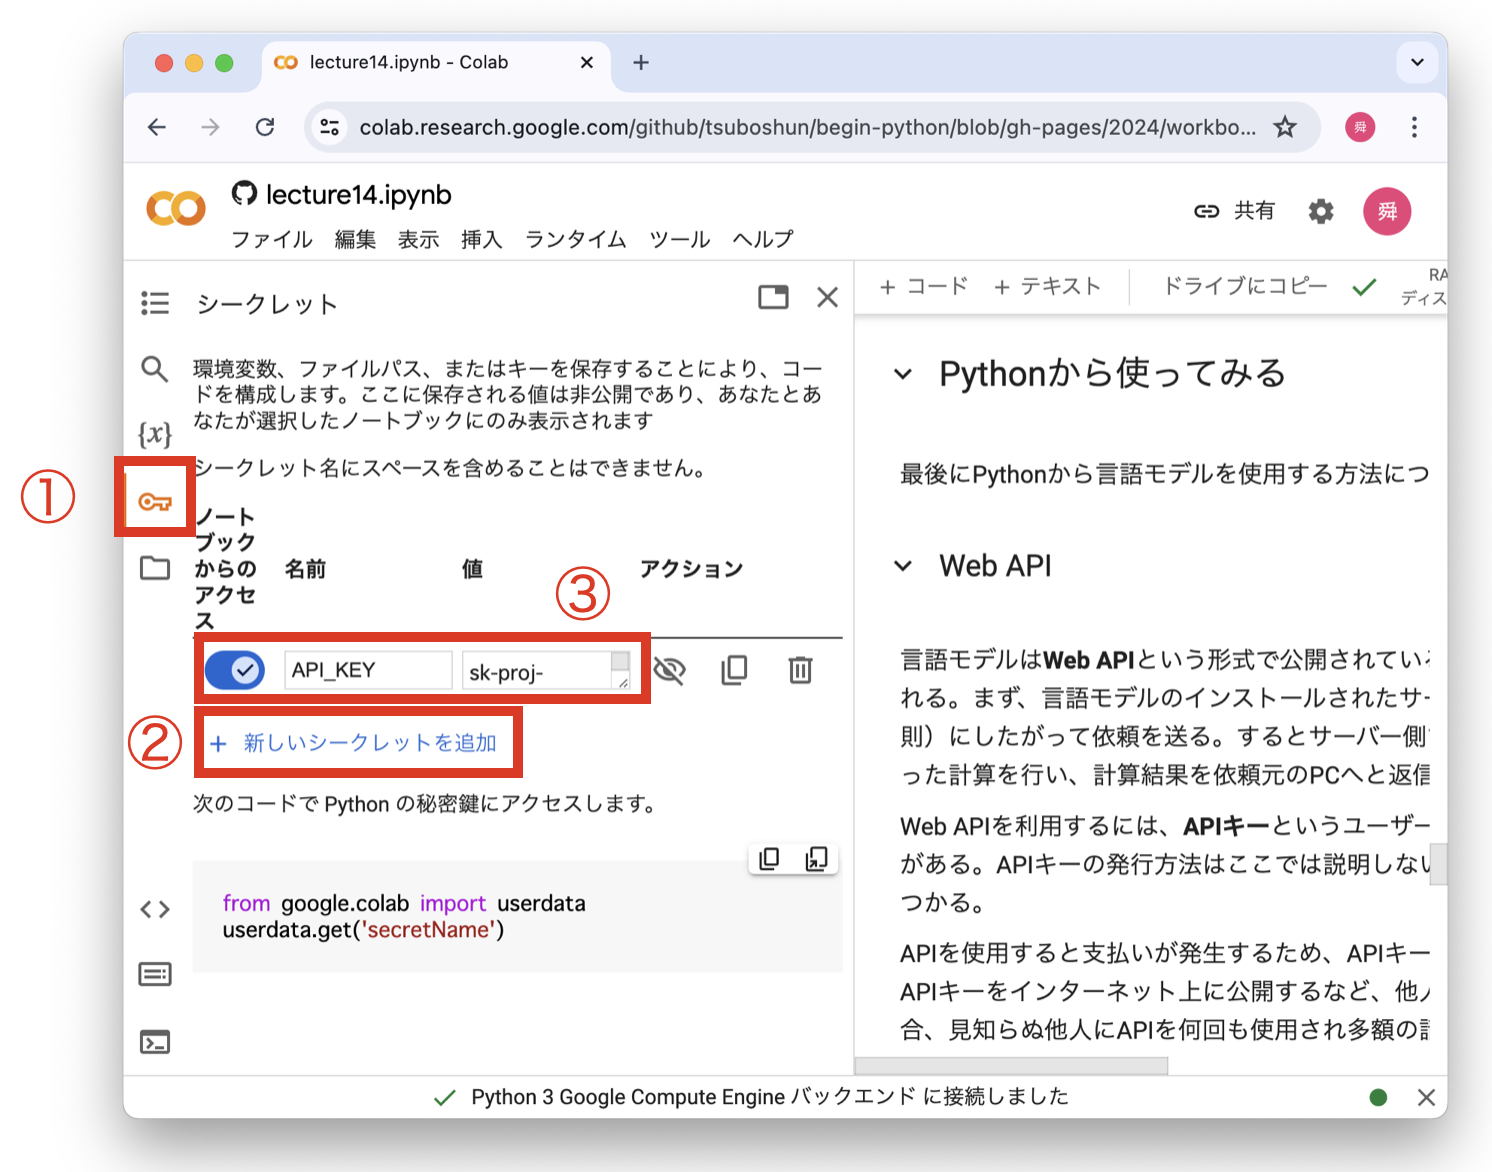 lecture14.ipynb - Colab
colab.research.google.com/github/tsuboshun/begin-python/blob/gh-pages/2024/workbo...
舜
lecture14.ipynb
共有
舜
ファイル 編集 表示 挿入 ランタイム ツール ヘルプ
シークレット
環境変数、ファイルパス、またはキーを保存することにより、コー
ドを構成します。ここに保存される値は非公開であり、あなたとあ
なたが選択したノートブックにのみ表示されます
シークレット名にスペースを含めることはできません。
①
ノート
ブック
からの
アクセ
ス
名前
値
アクション
③
API_KEY
sk-proj-
②
+ 新しいシークレットを追加
次のコードで Python の秘密鍵にアクセスします。
from google.colab import userdata
userdata.get('secretName')
+ コード + テキスト ドライブにコピー
RA
ディス
Pythonから使ってみる
最後にPythonから言語モデルを使用する方法につ
Web API
言語モデルはWeb APIという形式で公開されてい
れる。まず、言語モデルのインストールされたサー
則）にしたがって依頼を送る。するとサーバー側
った計算を行い、計算結果を依頼元のPCへと返信
Web APIを利用するには、APIキーというユーザー
がある。APIキーの発行方法はここでは説明しない
つかる。
APIを使用すると支払いが発生するため、APIキー
APIキーをインターネット上に公開するなど、他人
合、見知らぬ他人にAPIを何回も使用され多額の
Python 3 Google Compute Engine バックエンド に接続しました